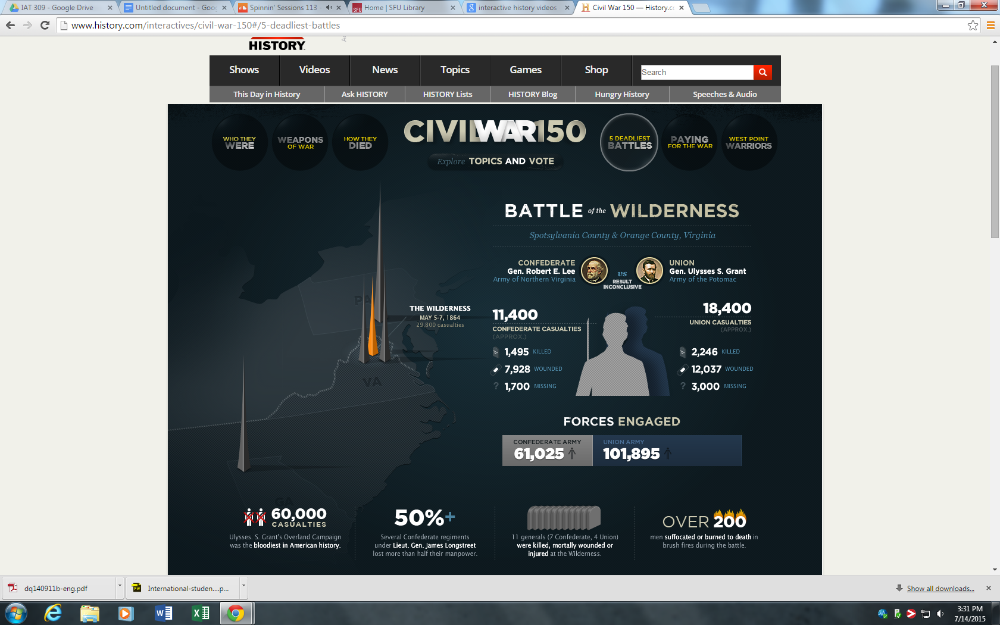 IAT 309 - Google Drive
Untitled document - Goo
Spinnin' Sessions 113 -
SFU
Home | SFU Library
interactive history videos
Civil War 150 — History.c
www.history.com/interactives/civil-war-150#/5-deadliest-battles
HISTORY
Shows
Videos
News
Topics
Games
Shop
Search
This Day in History
Ask HISTORY
HISTORY Lists
HISTORY Blog
Hungry History
Speeches & Audio
WHO THEY
WERE
WEAPONS
OF WAR
HOW THEY
DIED
CIVILWAR150
Explore TOPICS AND VOTE
5 DEADLIEST
BATTLES
PAYING
FOR THE WAR
WEST POINT
WARRIORS
BATTLE of the WILDERNESS
Spotsylvania County & Orange County, Virginia
CONFEDERATE
Gen. Robert E. Lee
Army of Northern Virginia
vs
RESULT
INCONCLUSIVE
UNION
Gen. Ulysses S. Grant
Army of the Potomac
PA
THE WILDERNESS
MAY 5-7, 1864
29,800 casualties
VA
GA
11,400
CONFEDERATE CASUALTIES
(APPROX.)
1,495 KILLED
7,928 WOUNDED
? 1,700 MISSING
18,400
UNION CASUALTIES
(APPROX.)
2,246 KILLED
12,037 WOUNDED
? 3,000 MISSING
FORCES ENGAGED
CONFEDERATE ARMY
61,025
UNION ARMY
101,895
60,000
CASUALTIES
Ulysses. S. Grant's Overland Campaign
was the bloodiest in American history.
50%+
Several Confederate regiments
under Lieut. Gen. James Longstreet
lost more than half their manpower.
11 generals (7 Confederate, 4 Union)
were killed, mortally wounded or
injured at the Wilderness.
OVER 200
men suffocated or burned to death in
brush fires during the battle.
dq140911b-eng.pdf
International-studen....p...
Show all downloads...
3:31 PM
7/14/2015